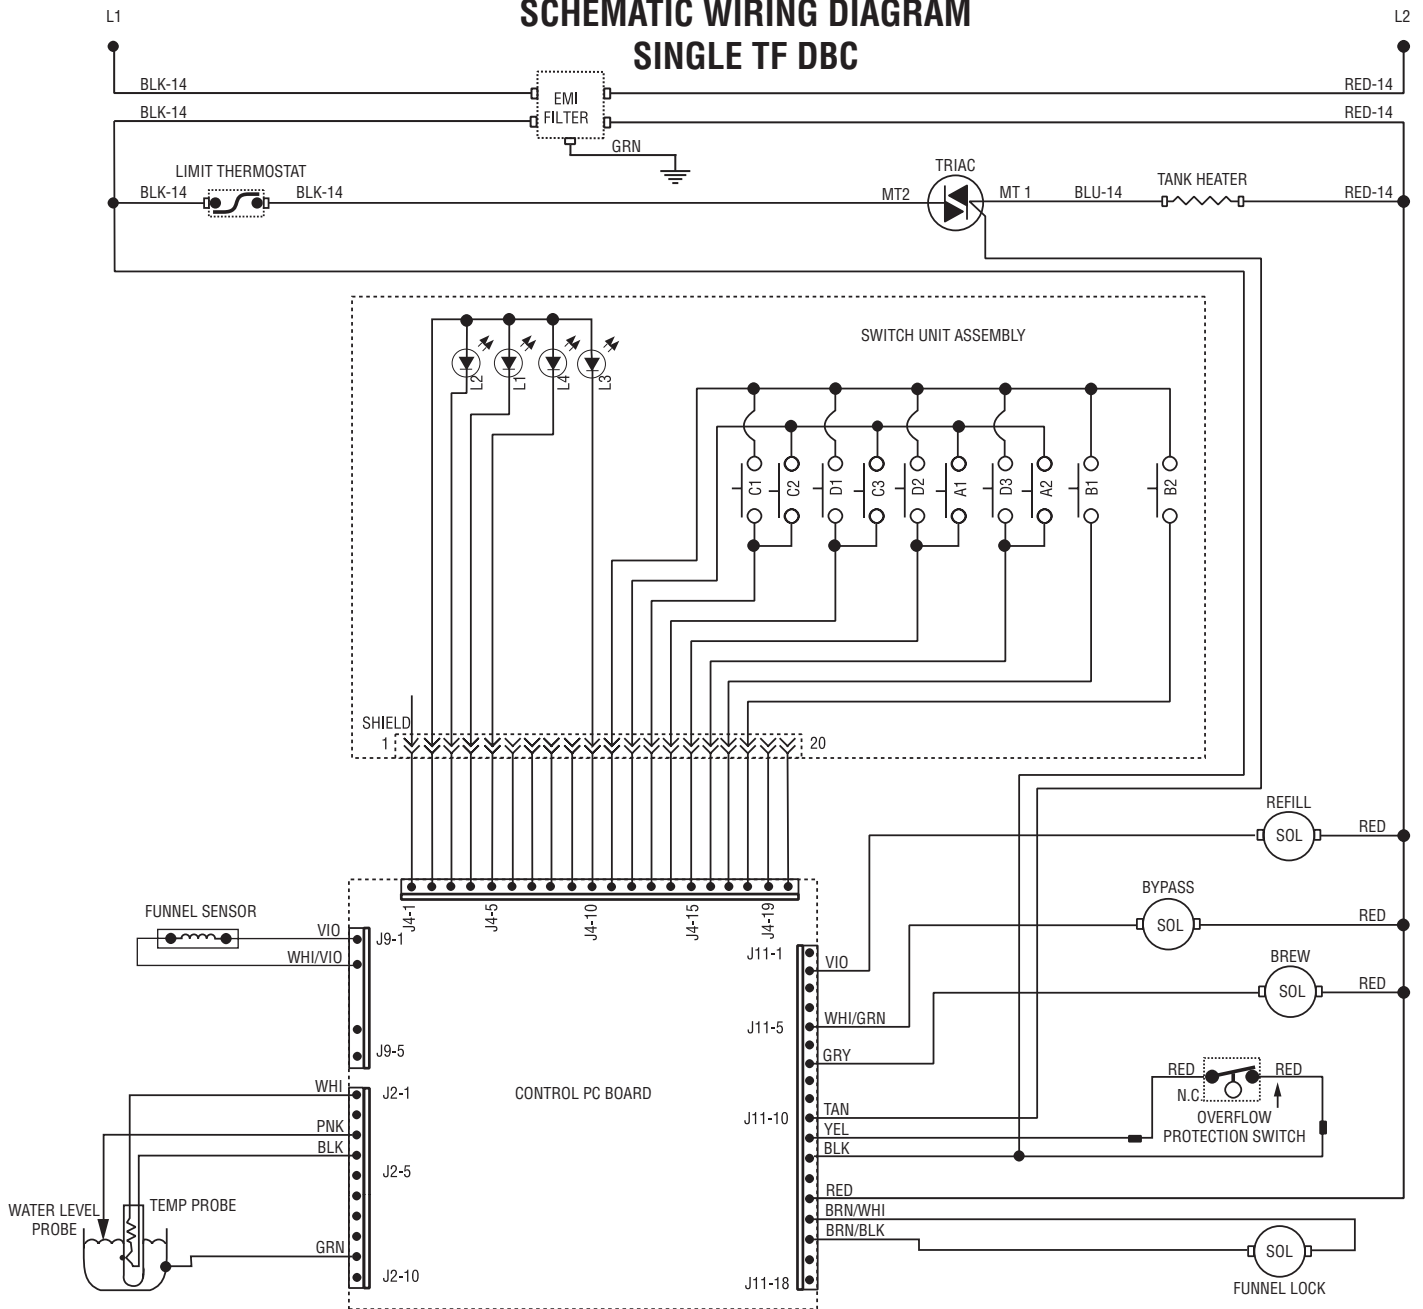 SCHEMATIC WIRING DIAGRAM
SINGLE TF DBC
L1
L2
BLK-14
EMI
FILTER
RED-14
BLK-14
RED-14
GRN
LIMIT THERMOSTAT
BLK-14
BLK-14
TRIAC
MT2
MT 1
BLU-14
TANK HEATER
RED-14
SWITCH UNIT ASSEMBLY
L2
L1
L4
L3
C1
C2
D1
C3
D2
A1
D3
A2
B1
B2
SHIELD
1
20
REFILL
SOL
RED
BYPASS
SOL
RED
BREW
SOL
RED
J4-1
J4-5
J4-10
J4-15
J4-19
FUNNEL SENSOR
VIO
J9-1
WHI/VIO
J9-5
J11-1
VIO
J11-5
WHI/GRN
GRY
WHI
J2-1
CONTROL PC BOARD
PNK
BLK
J2-5
J11-10
TAN
YEL
BLK
RED
RED
N.C.
OVERFLOW
PROTECTION SWITCH
WATER LEVEL
PROBE
TEMP PROBE
GRN
J2-10
RED
BRN/WHI
BRN/BLK
J11-18
SOL
FUNNEL LOCK